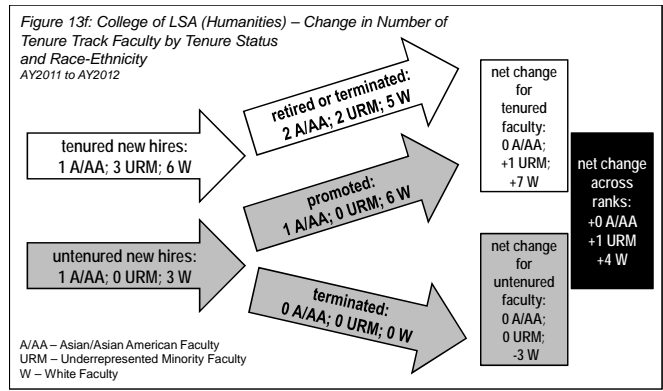 Figure 13f: College of LSA (Humanities) – Change in Number of
Tenure Track Faculty by Tenure Status
and Race-Ethnicity
AY2011 to AY2012
tenured new hires:
1 A/AA; 3 URM; 6 W
retired or terminated:
2 A/AA; 2 URM; 5 W
net change
for
tenured
faculty:
0 A/AA;
+1 URM;
+7 W
untenured new hires:
1 A/AA; 0 URM; 3 W
promoted:
1 A/AA; 0 URM; 6 W
terminated:
0 A/AA; 0 URM; 0 W
net change
for
untenured
faculty:
0 A/AA;
0 URM;
-3 W
net change
across
ranks:
+0 A/AA
+1 URM
+4 W
A/AA – Asian/Asian American Faculty
URM – Underrepresented Minority Faculty
W – White Faculty